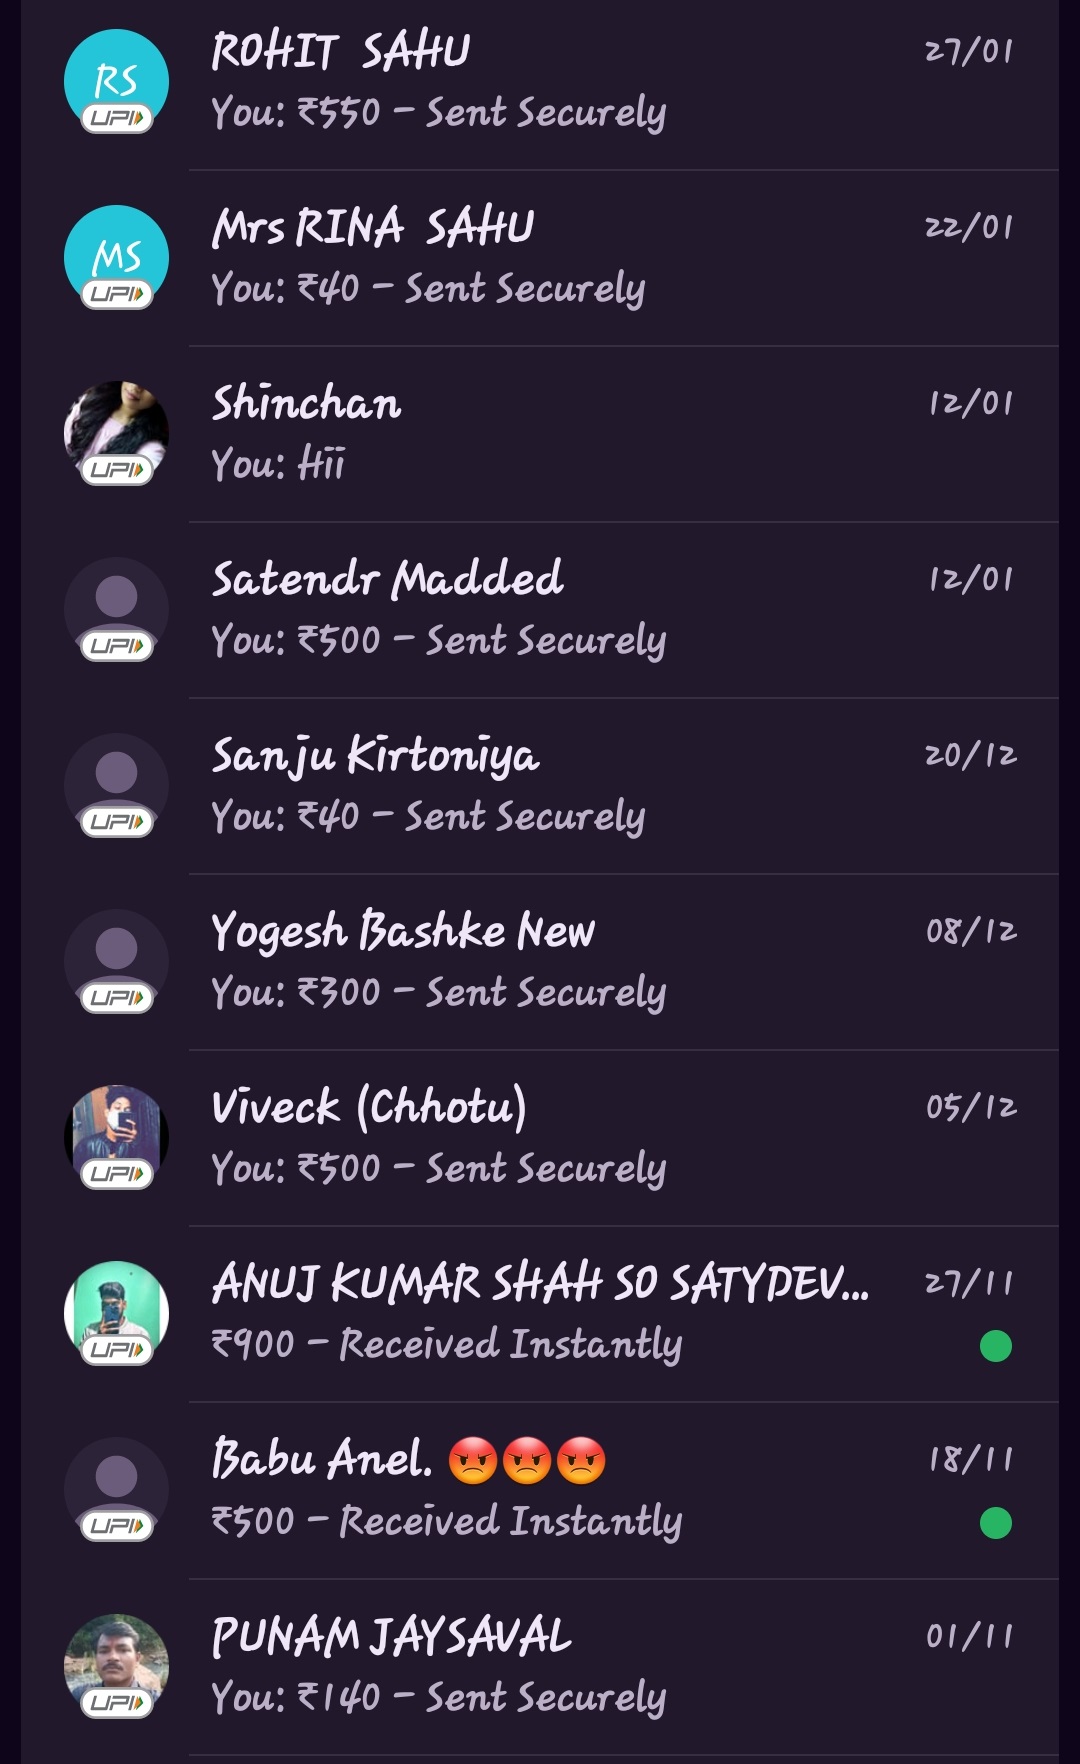 ROHIT SAHU
27/01
RS
UPI
You: ₹550 - Sent Securely
Mrs RINA SAHU
22/01
MS
UPI
You: ₹40 - Sent Securely
Shinchan
12/01
UPI
You: Hii
Satendr Madded
12/01
UPI
You: ₹500 - Sent Securely
Sanju Kirtoniya
20/12
UPI
You: ₹40 - Sent Securely
Yogesh Bashke New
08/12
UPI
You: ₹300 - Sent Securely
Viveck (Chhotu)
05/12
UPI
You: ₹500 - Sent Securely
ANUJ KUMAR SHAH SO SATYDEV...
27/11
UPI
₹900 - Received Instantly
Babu Anel. 😡😡😡
18/11
UPI
₹500 - Received Instantly
PUNAM JAYSAVAL
01/11
UPI
You: ₹140 - Sent Securely